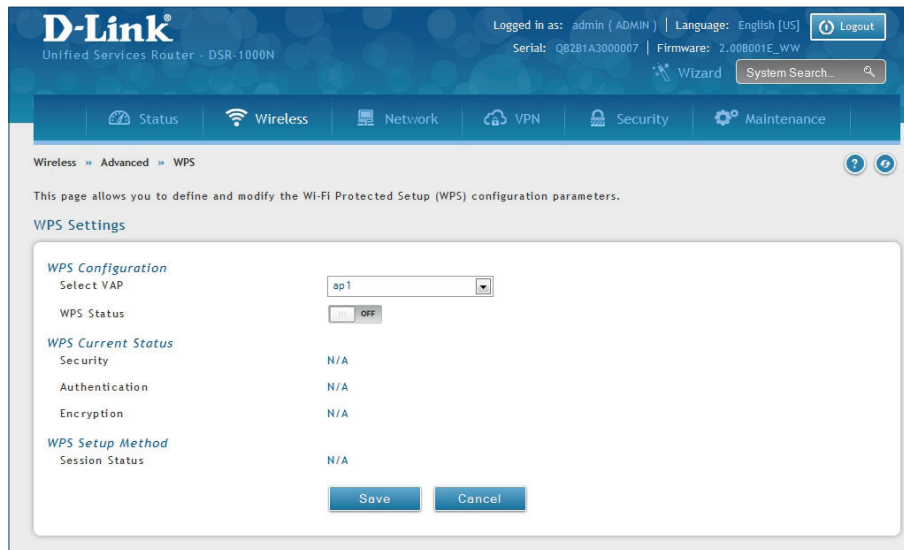 D-Link®
Unified Services Router - DSR-1000N
Logged in as: admin ( ADMIN ) | Language: English [US]
Logout
Serial: QB2B1A3000007 | Firmware: 2.00B001E_WW
Wizard
System Search...
Status
Wireless
Network
VPN
Security
Maintenance
Wireless » Advanced » WPS
?
This page allows you to define and modify the Wi-Fi Protected Setup (WPS) configuration parameters.
WPS Settings
WPS Configuration
Select VAP ap1
WPS Status OFF
WPS Current Status
Security N/A
Authentication N/A
Encryption N/A
WPS Setup Method
Session Status N/A
Save Cancel